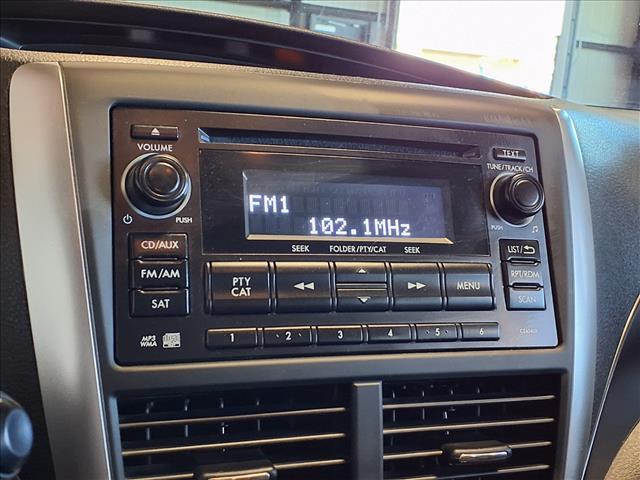 VOLUME
TEXT
TUNE/TRACK/CH
FM1
102.1MHz
PUSH
PUSH
SEEK FOLDER/PTY/CAT SEEK
CD/AUX
FM/AM
SAT
PTY CAT
MENU
LIST/
RPT/RDM
SCAN
MP3
WMA
1 2 3 4 5 6